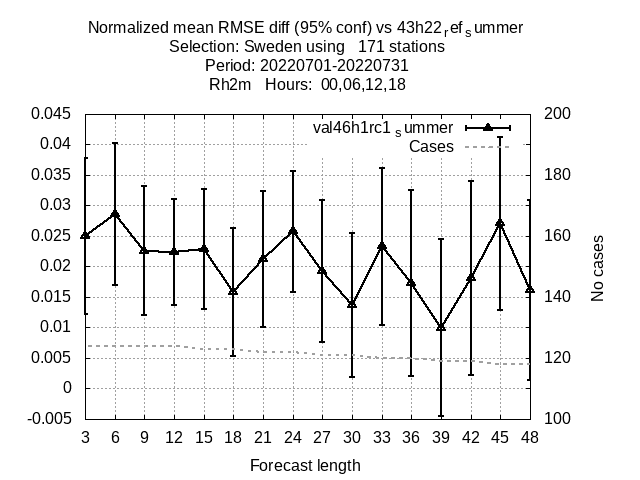 Normalized mean RMSE diff (95% conf) vs 43h22refsummer
Selection: Sweden using 171 stations
Period: 20220701-20220731
Rh2m Hours: 00,06,12,18
val46h1rc1 summer
Cases
0.045
0.04
0.035
0.03
0.025
0.02
0.015
0.01
0.005
0
-0.005
200
180
160
140
120
100
No cases
3 6 9 12 15 18 21 24 27 30 33 36 39 42 45 48
Forecast length